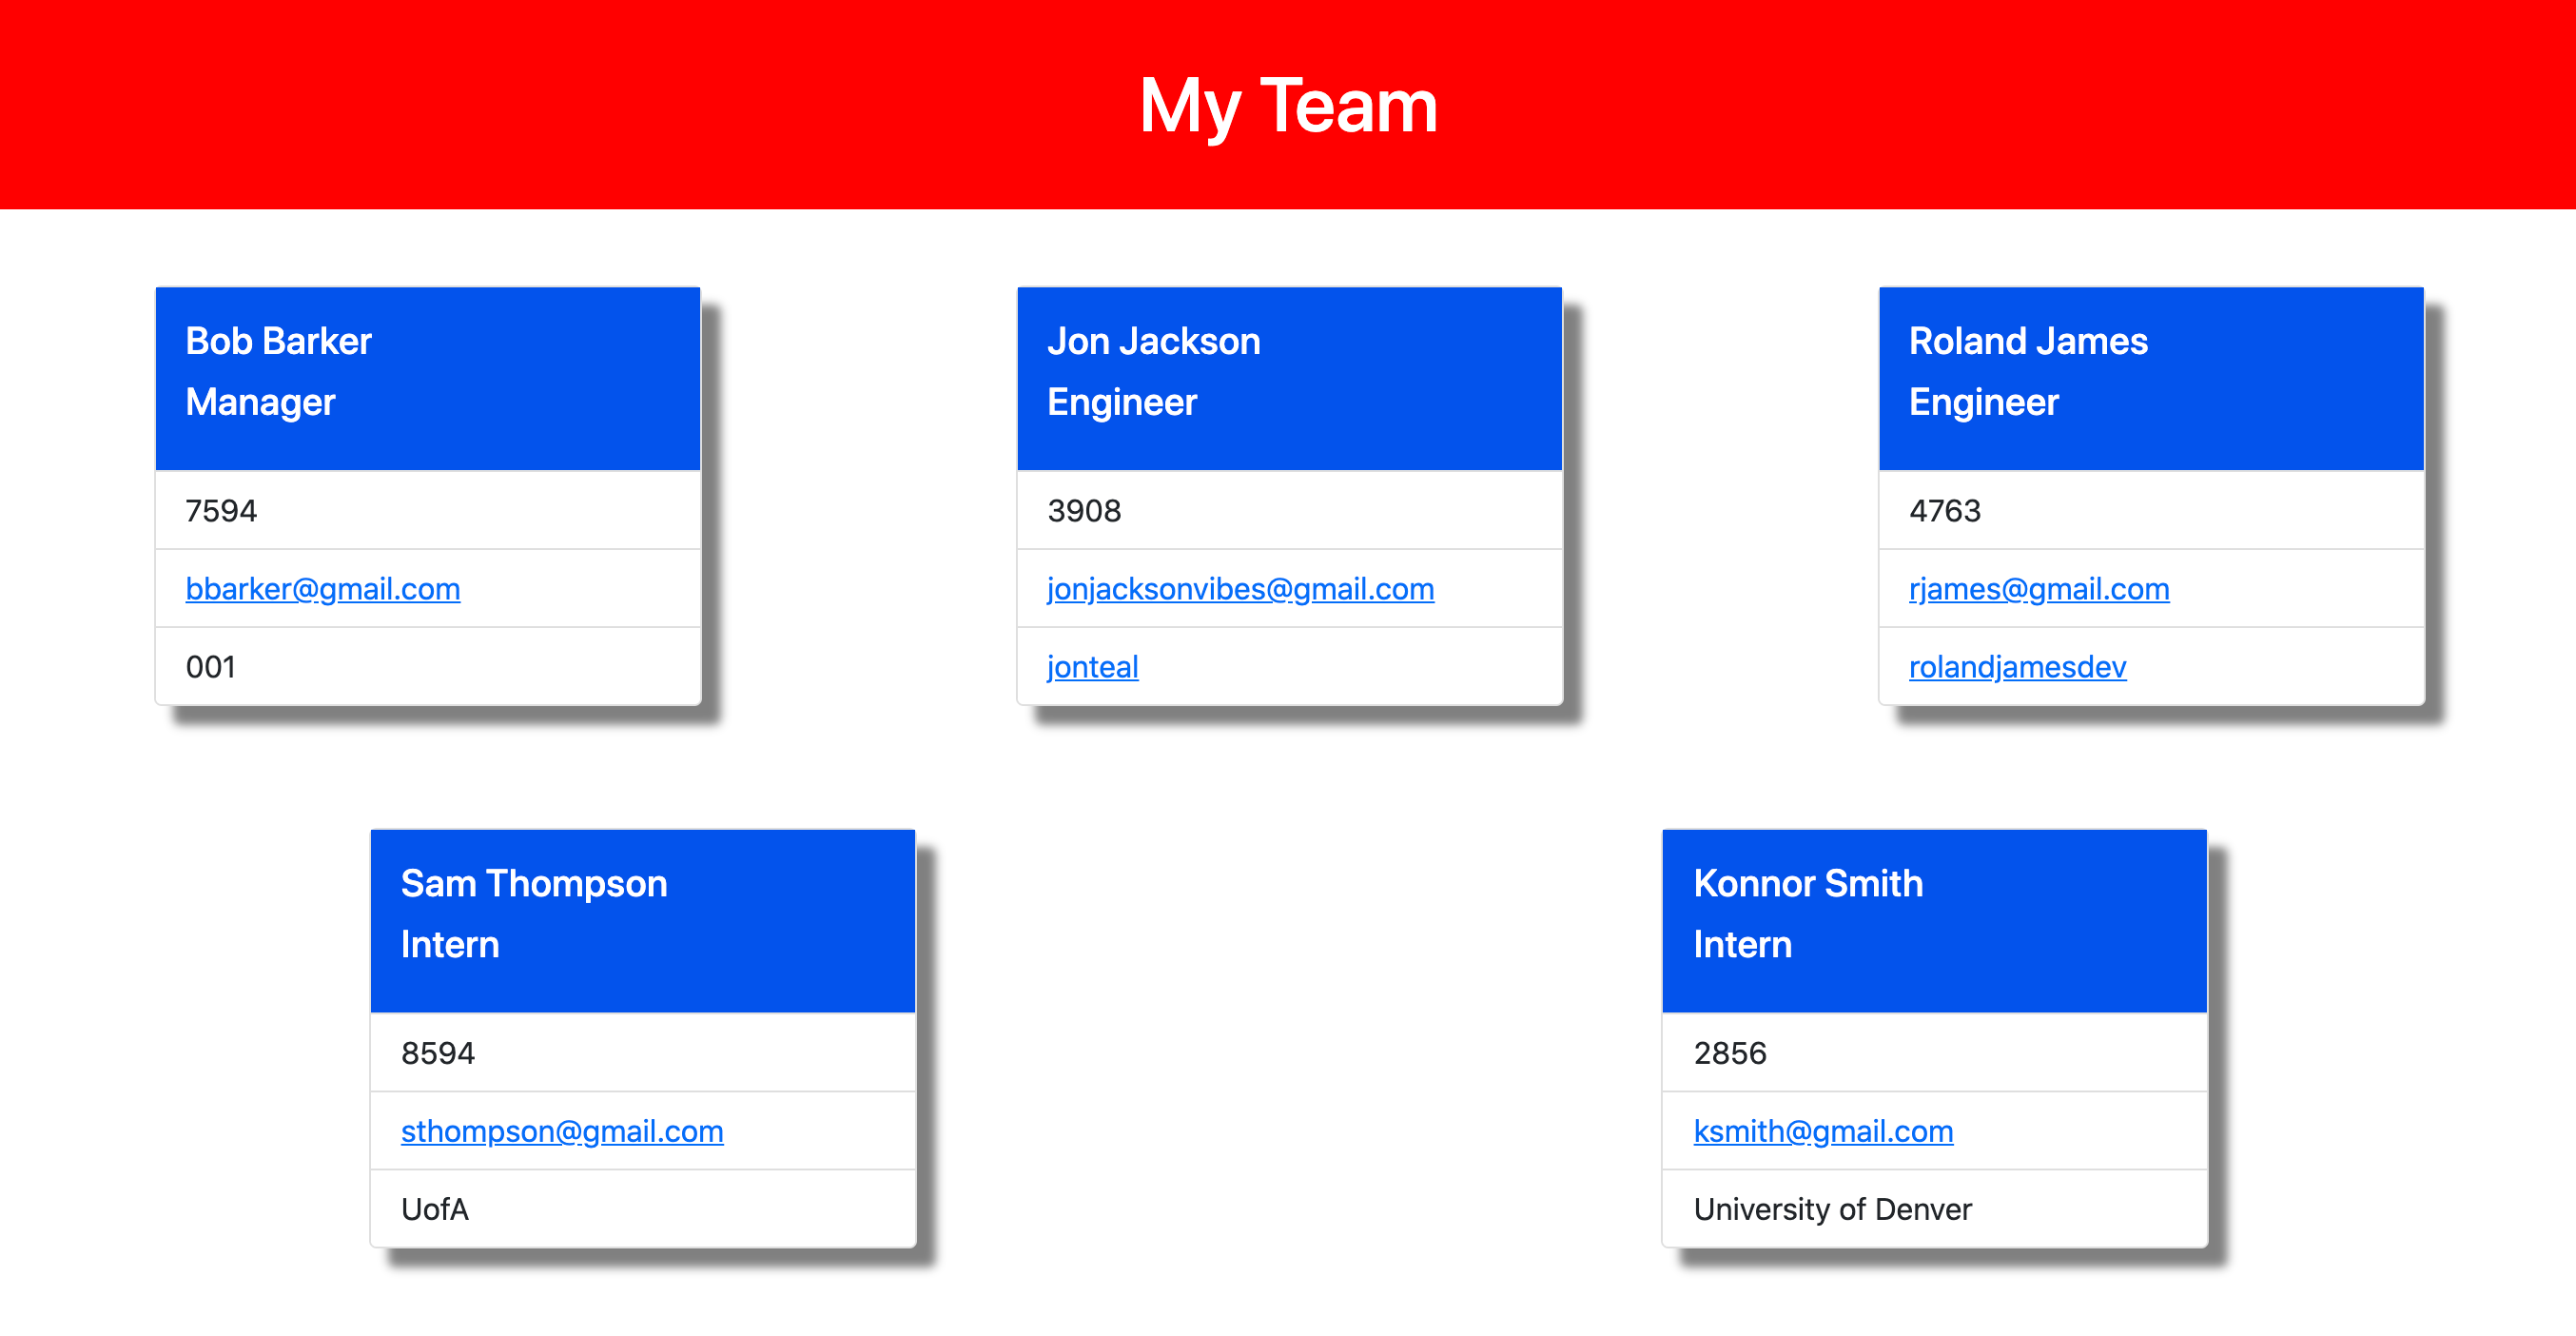 My Team
Bob Barker
Manager
7594
bbarker@gmail.com
001
Jon Jackson
Engineer
3908
jonjacksonvibes@gmail.com
jonteal
Roland James
Engineer
4763
rjames@gmail.com
rolandjamesdev
Sam Thompson
Intern
8594
sthompson@gmail.com
UofA
Konnor Smith
Intern
2856
ksmith@gmail.com
University of Denver